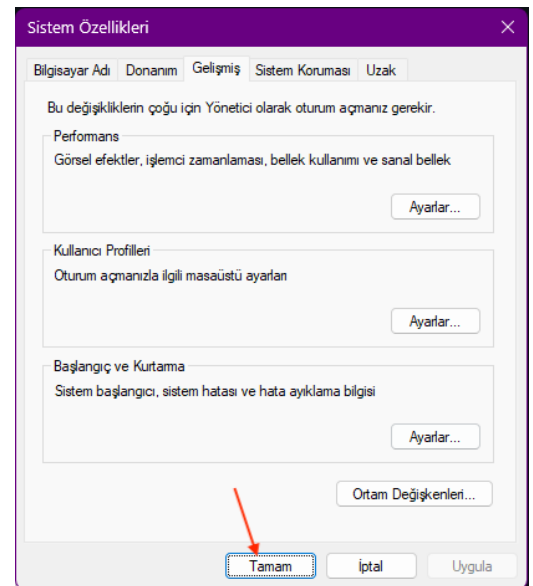 Sistem Özellikleri
Bilgisayar Adı Donanım Gelişmiş Sistem Koruması Uzak
Bu değişikliklerin çoğu için Yönetici olarak oturum açmanız gerekir.
Performans
Görsel efektler, işlemci zamanlaması, bellek kullanımı ve sanal bellek
Ayarlar...
Kullanıcı Profilleri
Oturum açmanızla ilgili masaüstü ayarları
Ayarlar...
Başlangıç ve Kurtarma
Sistem başlangıcı, sistem hatası ve hata ayıklama bilgisi
Ayarlar...
Ortam Değişkenleri...
Tamam İptal Uygula